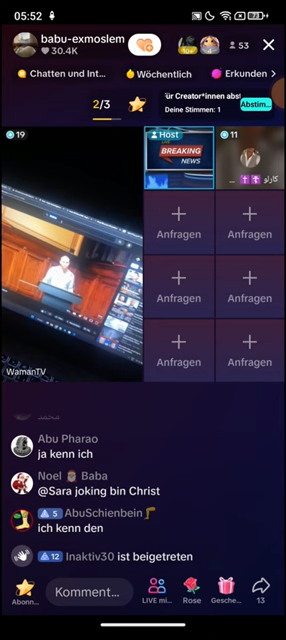 05:52
73
babu-exmoslem
30.4K
53
Chatten und Int...
Wöchentlich
Erkunden
2/3
ür Creator*innen abst
Deine Stimmen: 1
Abstim...
19
Host
BREAKING
NEWS
11
كارلو
Anfragen
Anfragen
Anfragen
Anfragen
Anfragen
Anfragen
WamanTV
Abu Pharao
ja kenn ich
Noel Baba
@Sara joking bin Christ
5 AbuSchienbein
ich kenn den
12 Inaktiv30 ist beigetreten
Abonn...
Komment...
LIVE mi...
Rose
Gesche...
13